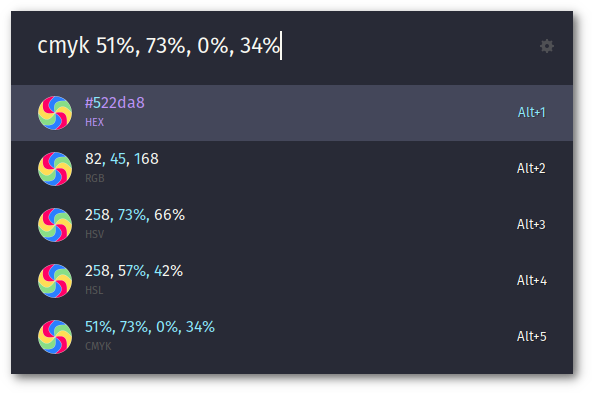 cmyk 51%, 73%, 0%, 34%
#522da8
Alt+1
HEX
82, 45, 168
Alt+2
RGB
258, 73%, 66%
Alt+3
HSV
258, 57%, 42%
Alt+4
HSL
51%, 73%, 0%, 34%
Alt+5
CMYK